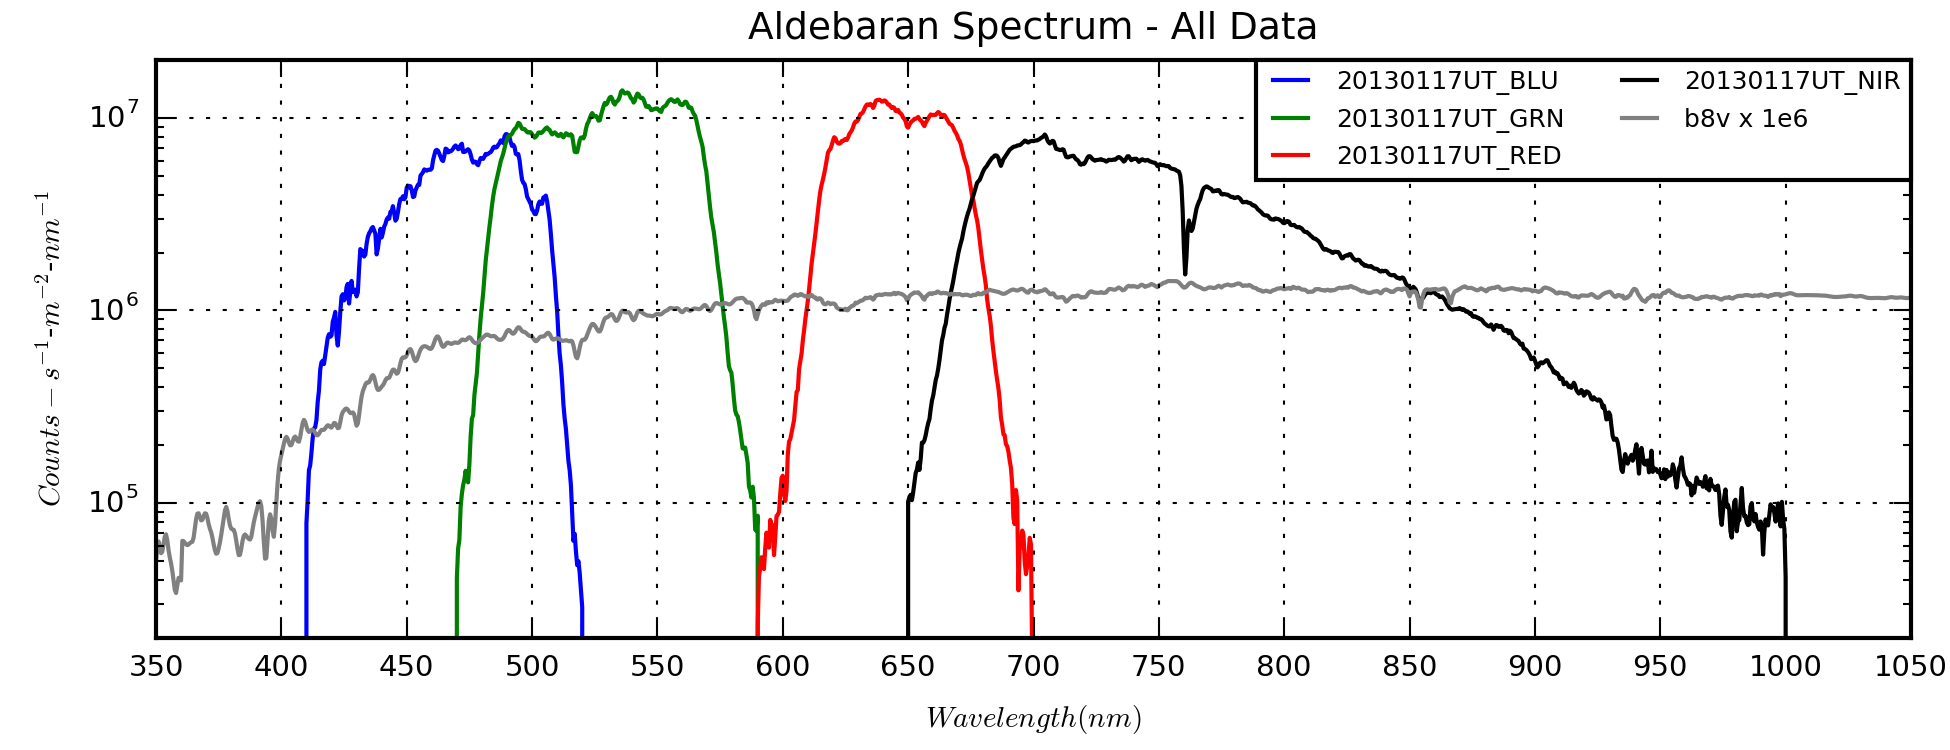 Aldebaran Spectrum - All Data
20130117UT_BLU
20130117UT_GRN
20130117UT_RED
20130117UT_NIR
b8v x 1e6
10^7
10^6
10^5
Counts − s^−1-m^−2-nm^−1
350 400 450 500 550 600 650 700 750 800 850 900 950 1000 1050
Wavelength(nm)